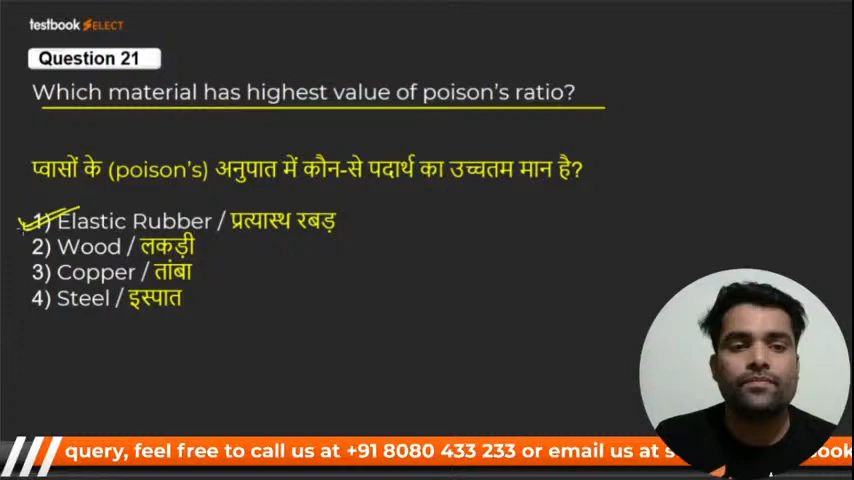 testbook SELECT
Question 21
Which material has highest value of poison's ratio?
प्वासों के (poison's) अनुपात में कौन-से पदार्थ का उच्चतम मान है?
1) Elastic Rubber / प्रत्यास्थ रबड़
2) Wood / लकड़ी
3) Copper / तांबा
4) Steel / इस्पात
query, feel free to call us at +91 8080 433 233 or email us at